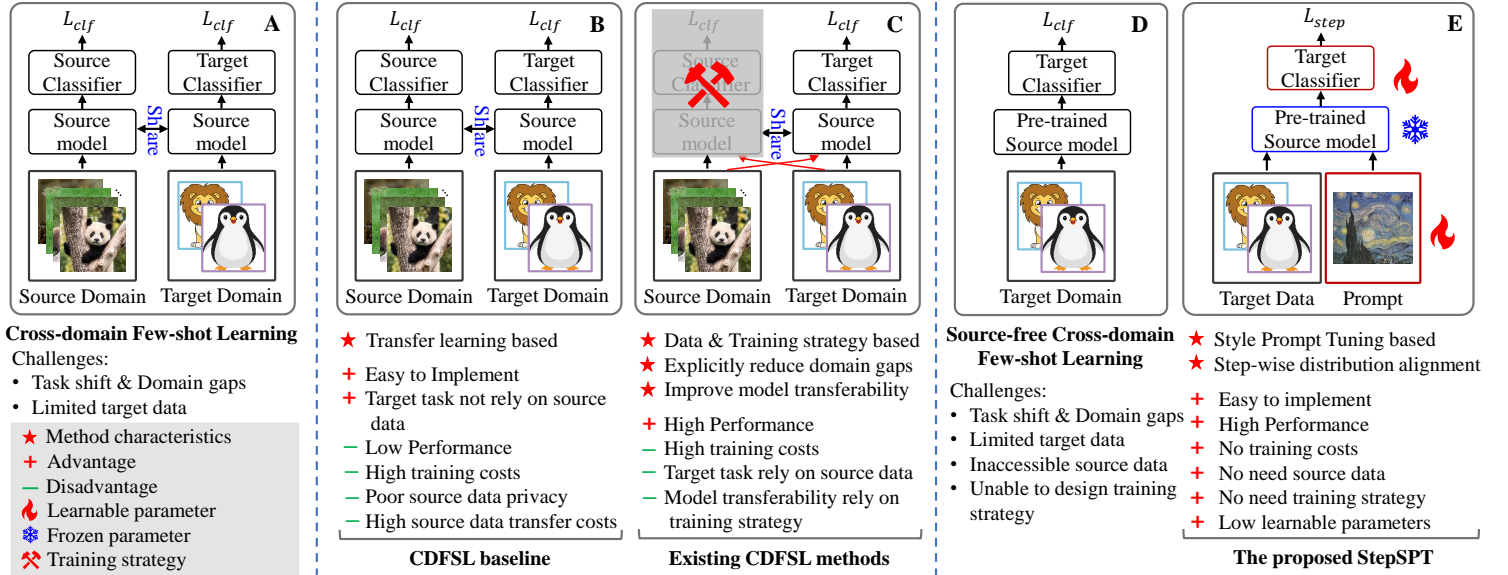 A
L_clf
L_clf
Source Classifier
Target Classifier
Share
Source model
Source model
Source Domain
Target Domain
Cross-domain Few-shot Learning
Challenges:
• Task shift & Domain gaps
• Limited target data
Method characteristics
Advantage
Disadvantage
Learnable parameter
Frozen parameter
Training strategy
B
L_clf
L_clf
Source Classifier
Target Classifier
Share
Source model
Source model
Source Domain
Target Domain
Transfer learning based
+ Easy to Implement
+ Target task not rely on source
data
− Low Performance
− High training costs
− Poor source data privacy
− High source data transfer costs
CDFSL baseline
C
L_clf
L_clf
Source Classifier
Target Classifier
Share
Source model
Source model
Source Domain
Target Domain
Data & Training strategy based
Explicitly reduce domain gaps
Improve model transferability
+ High Performance
− High training costs
− Target task rely on source data
− Model transferability rely on
training strategy
Existing CDFSL methods
D
L_clf
Target Classifier
Pre-trained Source model
Target Domain
Source-free Cross-domain
Few-shot Learning
Challenges:
• Task shift & Domain gaps
• Limited target data
• Inaccessible source data
• Unable to design training
strategy
E
L_step
Target Classifier
Pre-trained Source model
Target Data
Prompt
Style Prompt Tuning based
Step-wise distribution alignment
+ Easy to implement
+ High Performance
+ No training costs
+ No need source data
+ No need training strategy
+ Low learnable parameters
The proposed StepSPT